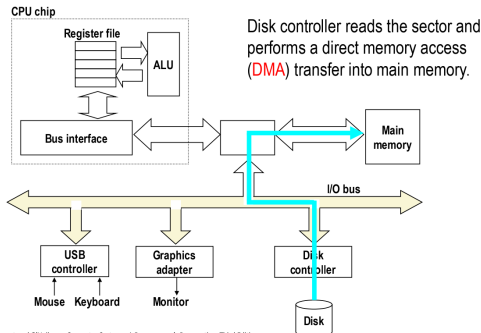 CPU chip
Register file
ALU
Disk controller reads the sector and
performs a direct memory access
(DMA) transfer into main memory.
Bus interface
Main
memory
I/O bus
USB
controller
Graphics
adapter
Disk
controller
Mouse Keyboard
Monitor
Disk